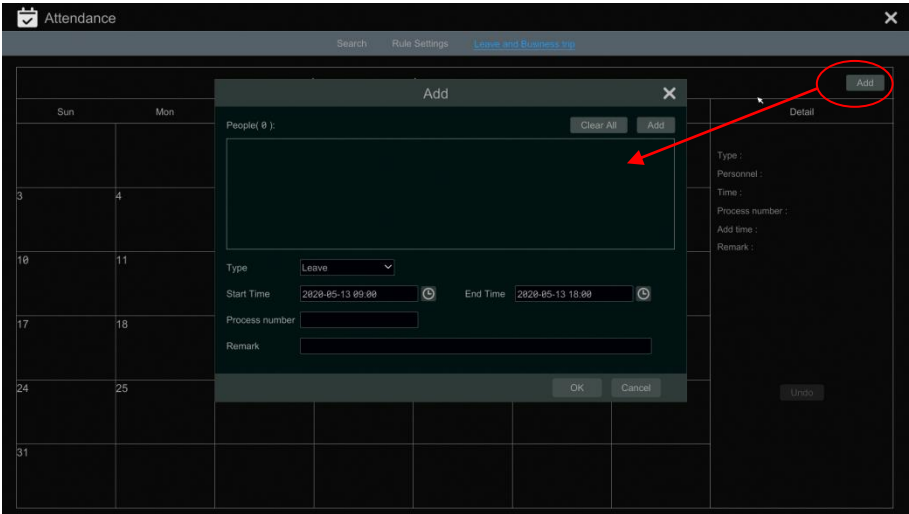 Attendance
Search Rule Settings Leave and Business trip
Add
Sun Mon Detail
Add
People( 0 ): Clear All Add
Type :
Personnel :
3 4 Time :
Process number :
Add time :
Remark :
10 11
Type Leave
Start Time 2020-05-13 09:00 End Time 2020-05-13 18:00
17 18
Process number
Remark
24 25
OK Cancel
Undo
31